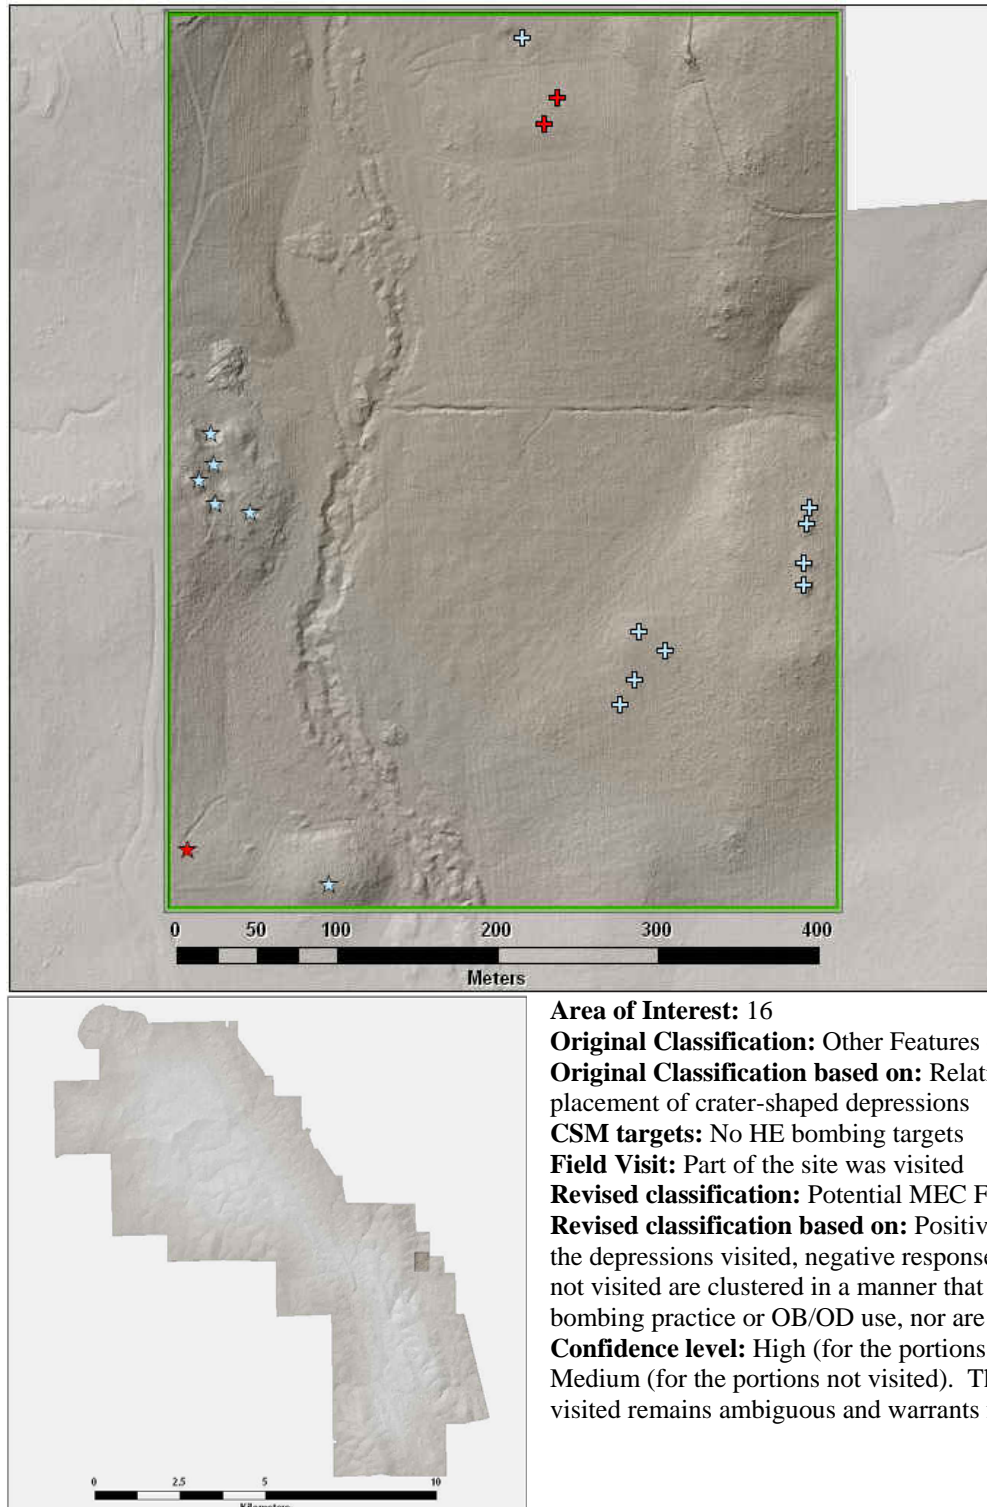 0 50 100 200 300 400
Meters
0 2.5 5 10
Kilometers
Area of Interest: 16
Original Classification: Other Features
Original Classification based on: Relati
placement of crater-shaped depressions
CSM targets: No HE bombing targets
Field Visit: Part of the site was visited
Revised classification: Potential MEC F
Revised classification based on: Positiv
the depressions visited, negative response
not visited are clustered in a manner that
bombing practice or OB/OD use, nor are
Confidence level: High (for the portions
Medium (for the portions not visited). Th
visited remains ambiguous and warrants